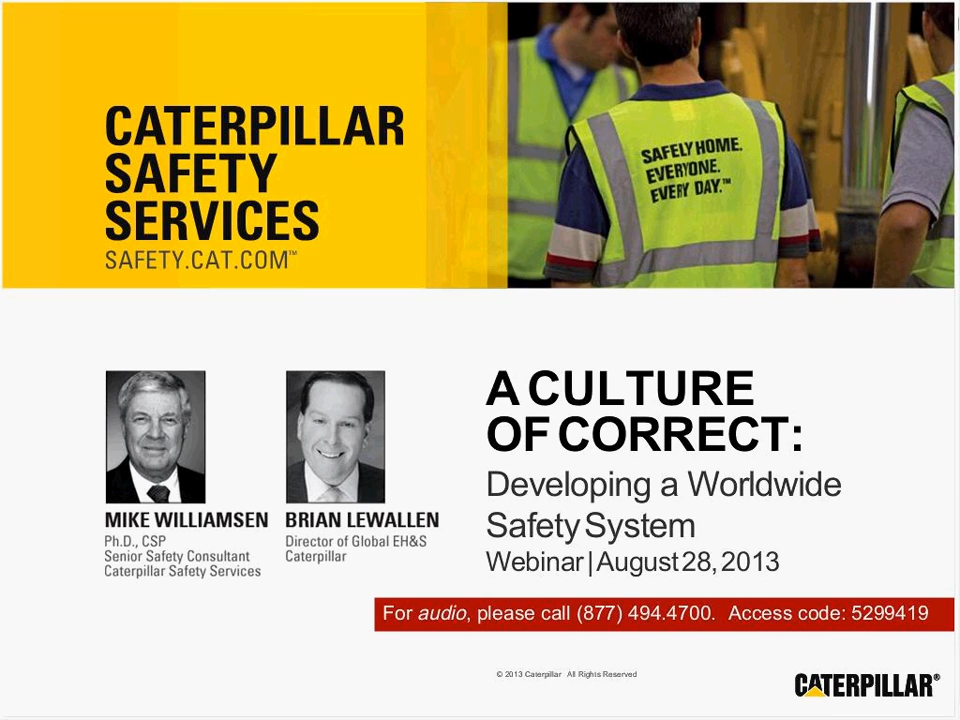 CATERPILLAR
SAFETY
SERVICES
SAFETY.CAT.COM™
SAFELY HOME.
EVERYONE.
EVERY DAY.™
MIKE WILLIAMSEN
Ph.D., CSP
Senior Safety Consultant
Caterpillar Safety Services
BRIAN LEWALLEN
Director of Global EH&S
Caterpillar
A CULTURE
OF CORRECT:
Developing a Worldwide
Safety System
Webinar | August 28, 2013
For audio, please call (877) 494.4700. Access code: 5299419
© 2013 Caterpillar All Rights Reserved
CATERPILLAR®